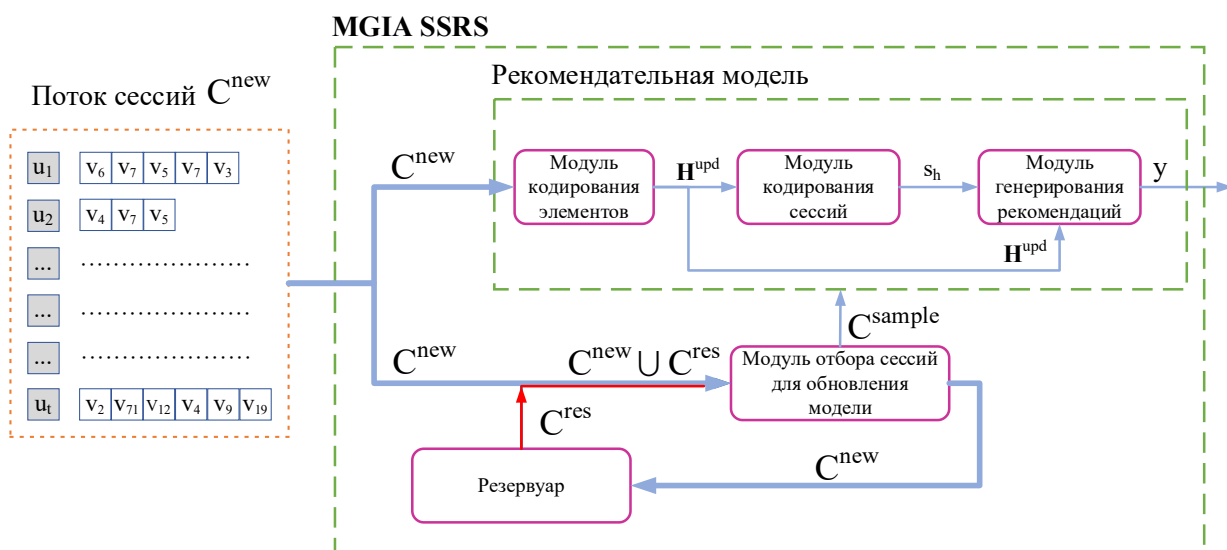 MGIA SSRS
Рекомендательная модель
Поток сессий C^new
u₁ v₆ v₇ v₅ v₇ v₃
u₂ v₄ v₇ v₅
... ........................
... ........................
... ........................
uₜ v₂ v₇₁ v₁₂ v₄ v₉ v₁₉
C^new
Модуль
кодирования
элементов
H^upd
Модуль
кодирования
сессий
sₕ
Модуль
генерирования
рекомендаций
y
H^upd
C^sample
C^new
C^new ∪ C^res
Модуль отбора сессий
для обновления
модели
C^res
C^new
Резервуар